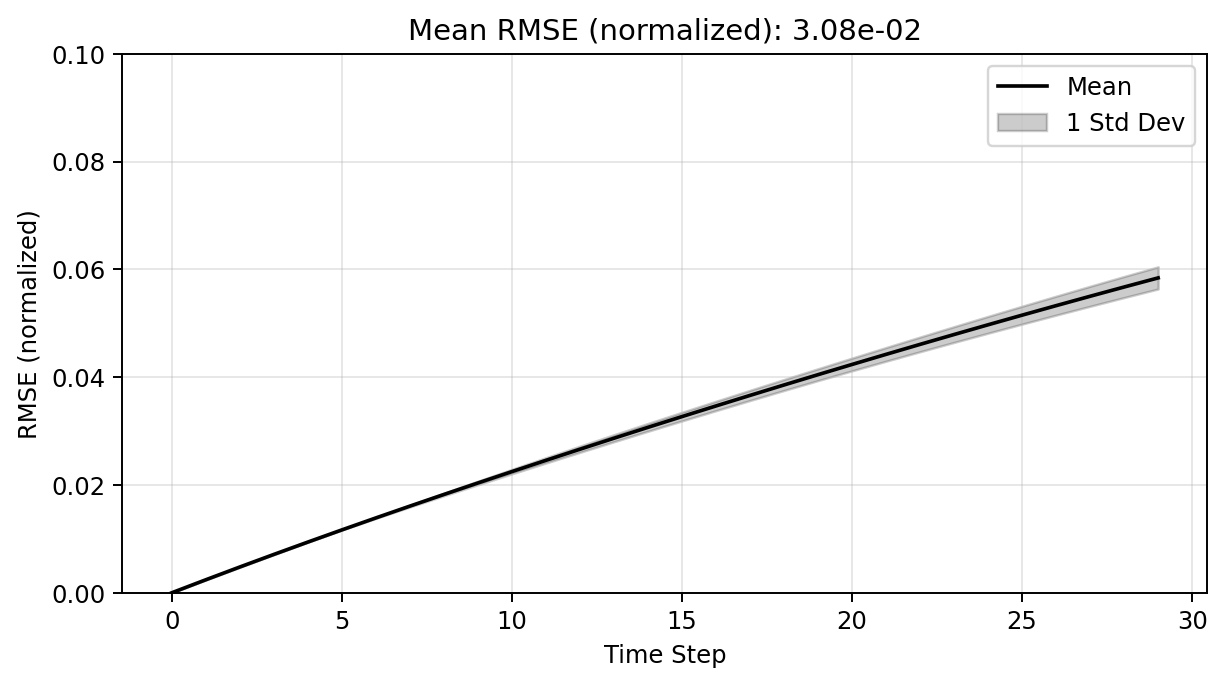 Mean RMSE (normalized): 3.08e-02
0.10
0.08
0.06
0.04
0.02
0.00
RMSE (normalized)
Mean
1 Std Dev
0 5 10 15 20 25 30
Time Step